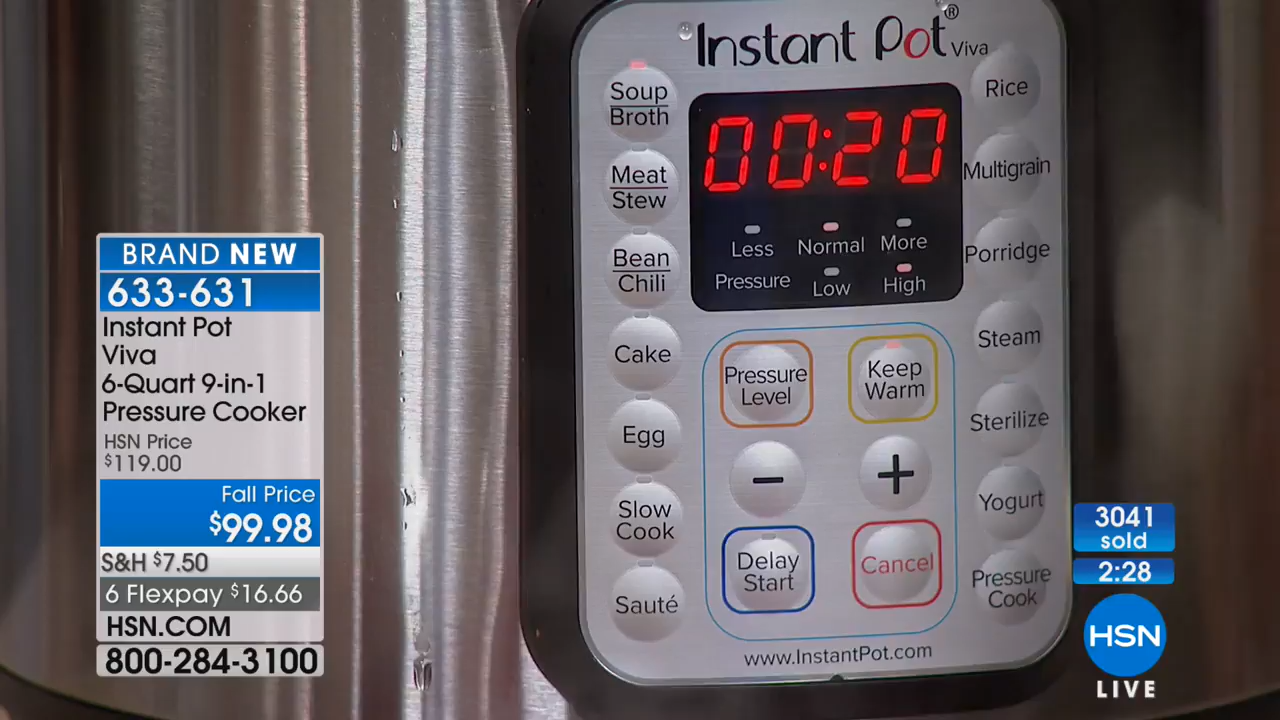 BRAND NEW
633-631
Instant Pot
Viva
6-Quart 9-in-1
Pressure Cooker
HSN Price
$119.00
Fall Price
$99.98
S&H $7.50
6 Flexpay $16.66
HSN.COM
800-284-3100
Instant Pot® Viva
Soup
Broth
Meat
Stew
Bean
Chili
Cake
Egg
Slow
Cook
Sauté
00:20
Less Normal More
Pressure Low High
Pressure
Level
Keep
Warm
− +
Delay
Start
Cancel
www.InstantPot.com
Rice
Multigrain
Porridge
Steam
Sterilize
Yogurt
Pressure
Cook
3041
sold
2:28
HSN
LIVE